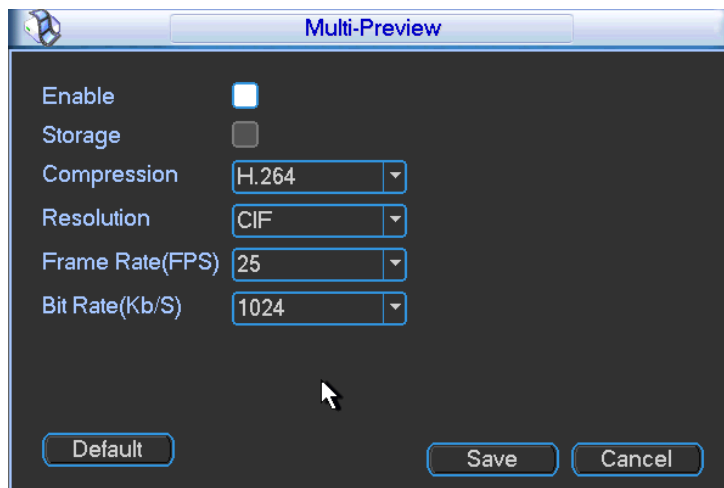 Multi-Preview
Enable
Storage
Compression H.264
Resolution CIF
Frame Rate(FPS) 25
Bit Rate(Kb/S) 1024
Default Save Cancel